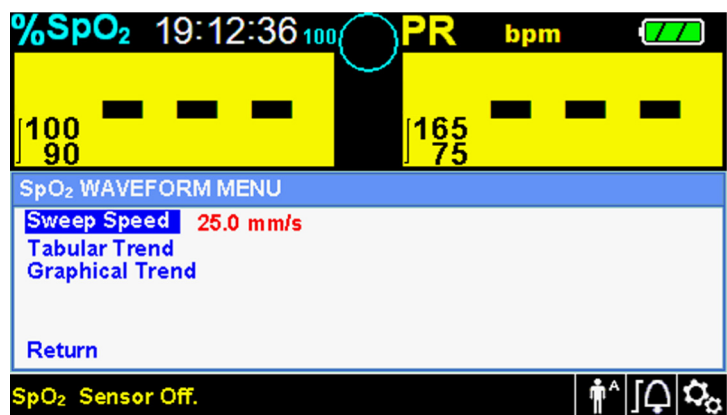 %SpO₂ 19:12:36 100 PR bpm
--- ---
100 165
90 75
SpO₂ WAVEFORM MENU
Sweep Speed 25.0 mm/s
Tabular Trend
Graphical Trend
Return
SpO₂ Sensor Off.
A